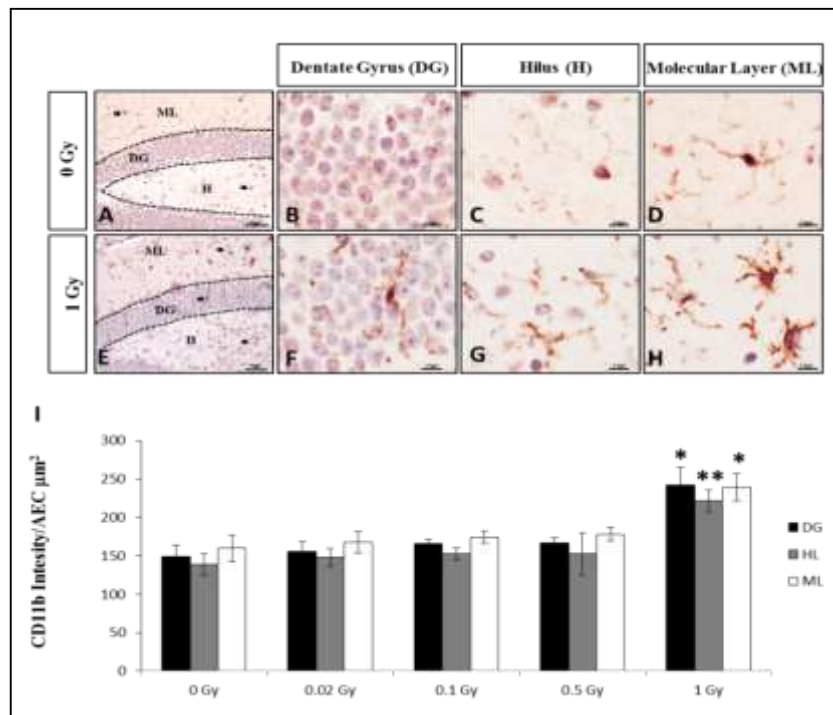 Dentate Gyrus (DG)
Hilus (H)
Molecular Layer (ML)
0 Gy
ML
DG
H
A
B
C
D
1 Gy
ML
DG
H
E
F
G
H
I
CD11b Intesity/AEC µm²
300
250
200
150
100
50
0
* ** *
DG
HL
ML
0 Gy
0.02 Gy
0.1 Gy
0.5 Gy
1 Gy